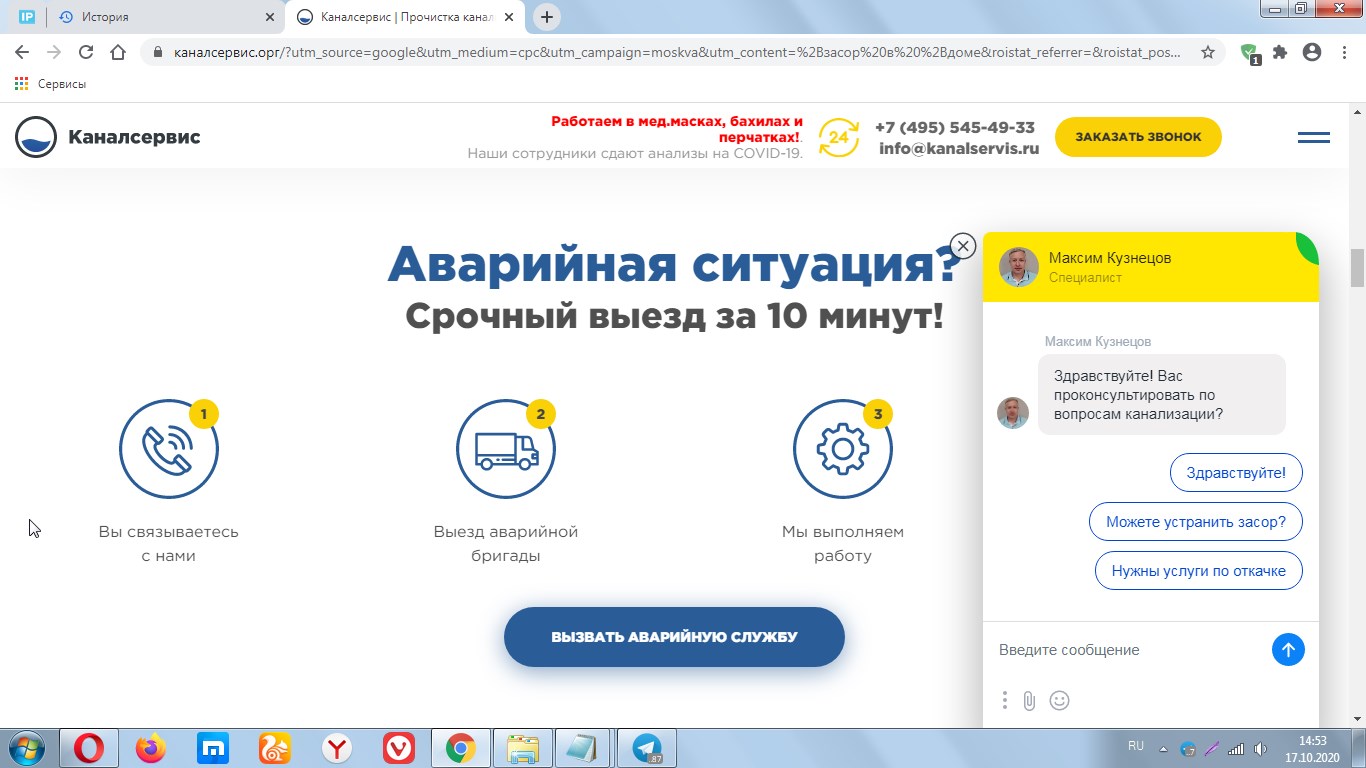 IP
История
Каналсервис | Прочистка канал
каналсервис.орг/?utm_source=google&utm_medium=cpc&utm_campaign=moskva&utm_content=%2Bзасор%20в%20%2Bдоме&roistat_referrer=&roistat_pos...
1
Сервисы
Каналсервис
Работаем в мед.масках, бахилах и
перчатках!.
Наши сотрудники сдают анализы на COVID-19.
24
+7 (495) 545-49-33
info@kanalservis.ru
ЗАКАЗАТЬ ЗВОНОК
Аварийная ситуация?
Срочный выезд за 10 минут!
1
2
3
Вы связываетесь
с нами
Выезд аварийной
бригады
Мы выполняем
работу
ВЫЗВАТЬ АВАРИЙНУЮ СЛУЖБУ
Максим Кузнецов
Специалист
Максим Кузнецов
Здравствуйте! Вас
проконсультировать по
вопросам канализации?
Здравствуйте!
Можете устранить засор?
Нужны услуги по откачке
Введите сообщение
87
RU
14:53
17.10.2020